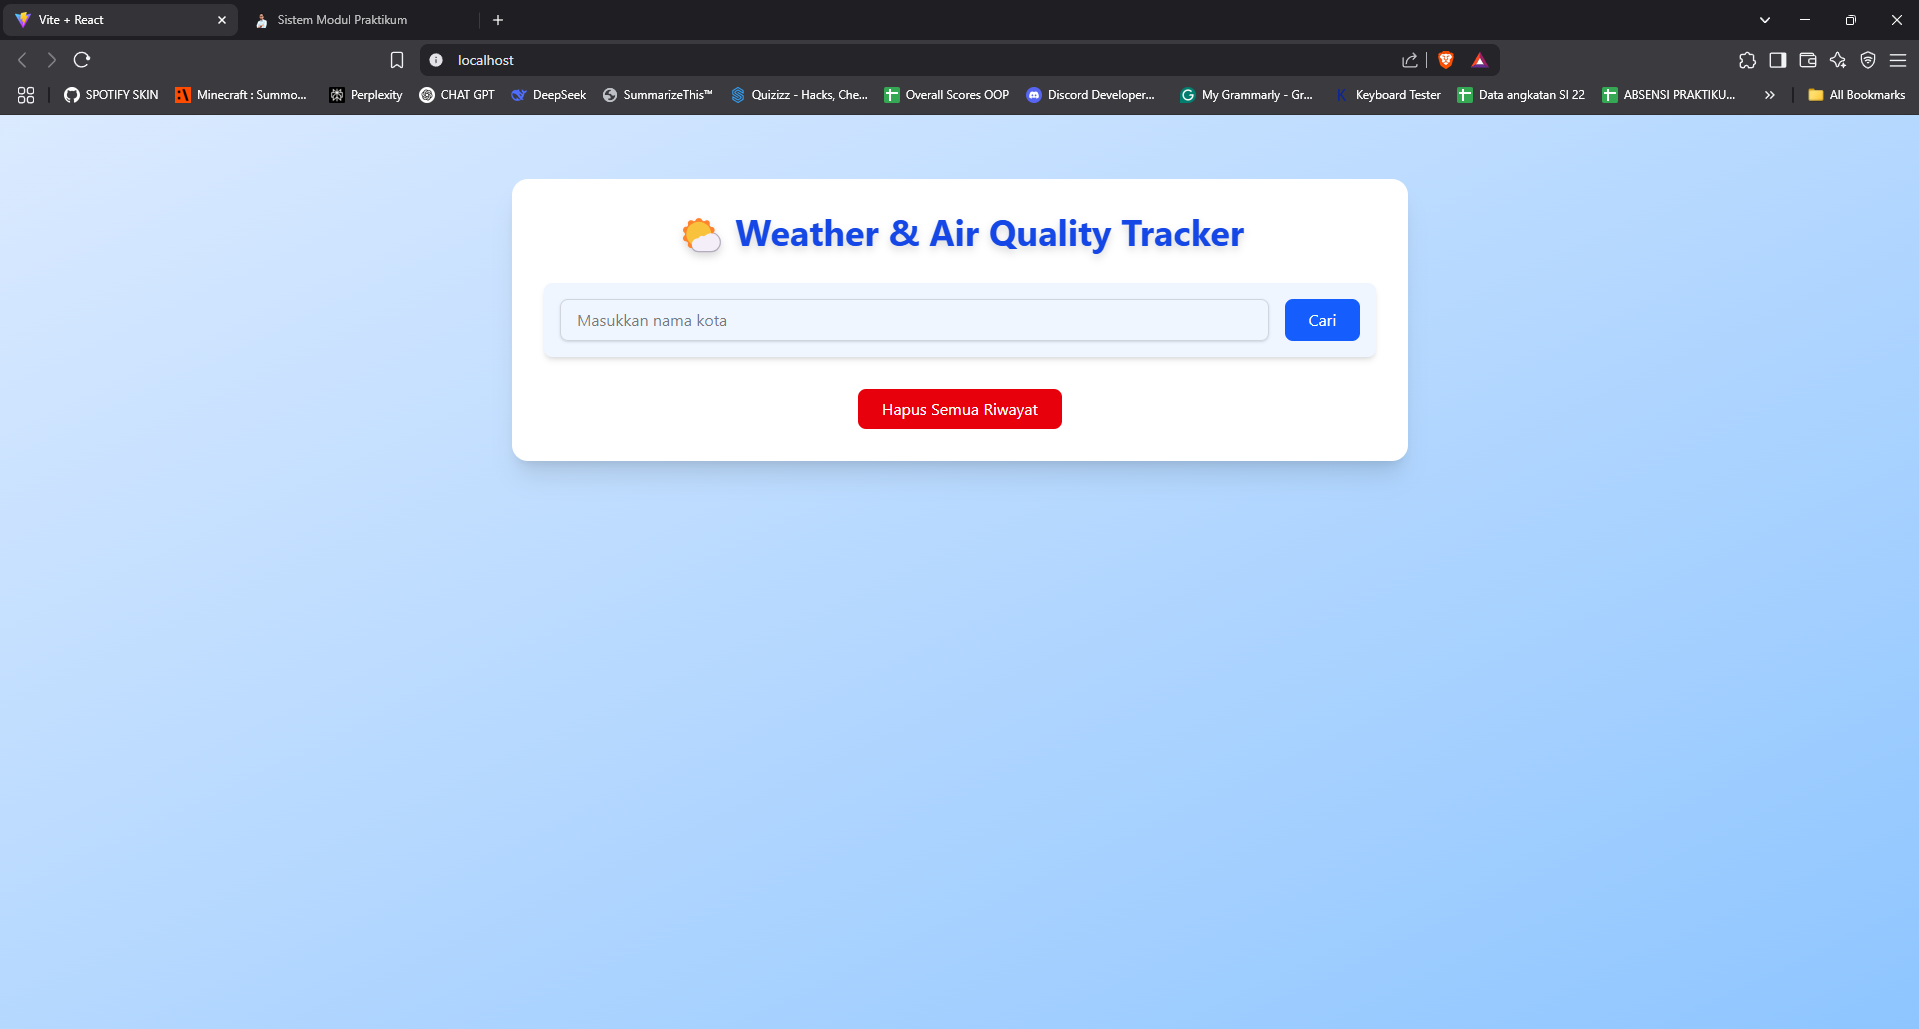 Vite + React
Sistem Modul Praktikum
localhost
SPOTIFY SKIN
Minecraft : Summo...
Perplexity
CHAT GPT
DeepSeek
SummarizeThis™
Quizizz - Hacks, Che...
Overall Scores OOP
Discord Developer...
My Grammarly - Gr...
Keyboard Tester
Data angkatan SI 22
ABSENSI PRAKTIKU...
All Bookmarks
Weather & Air Quality Tracker
Masukkan nama kota
Cari
Hapus Semua Riwayat